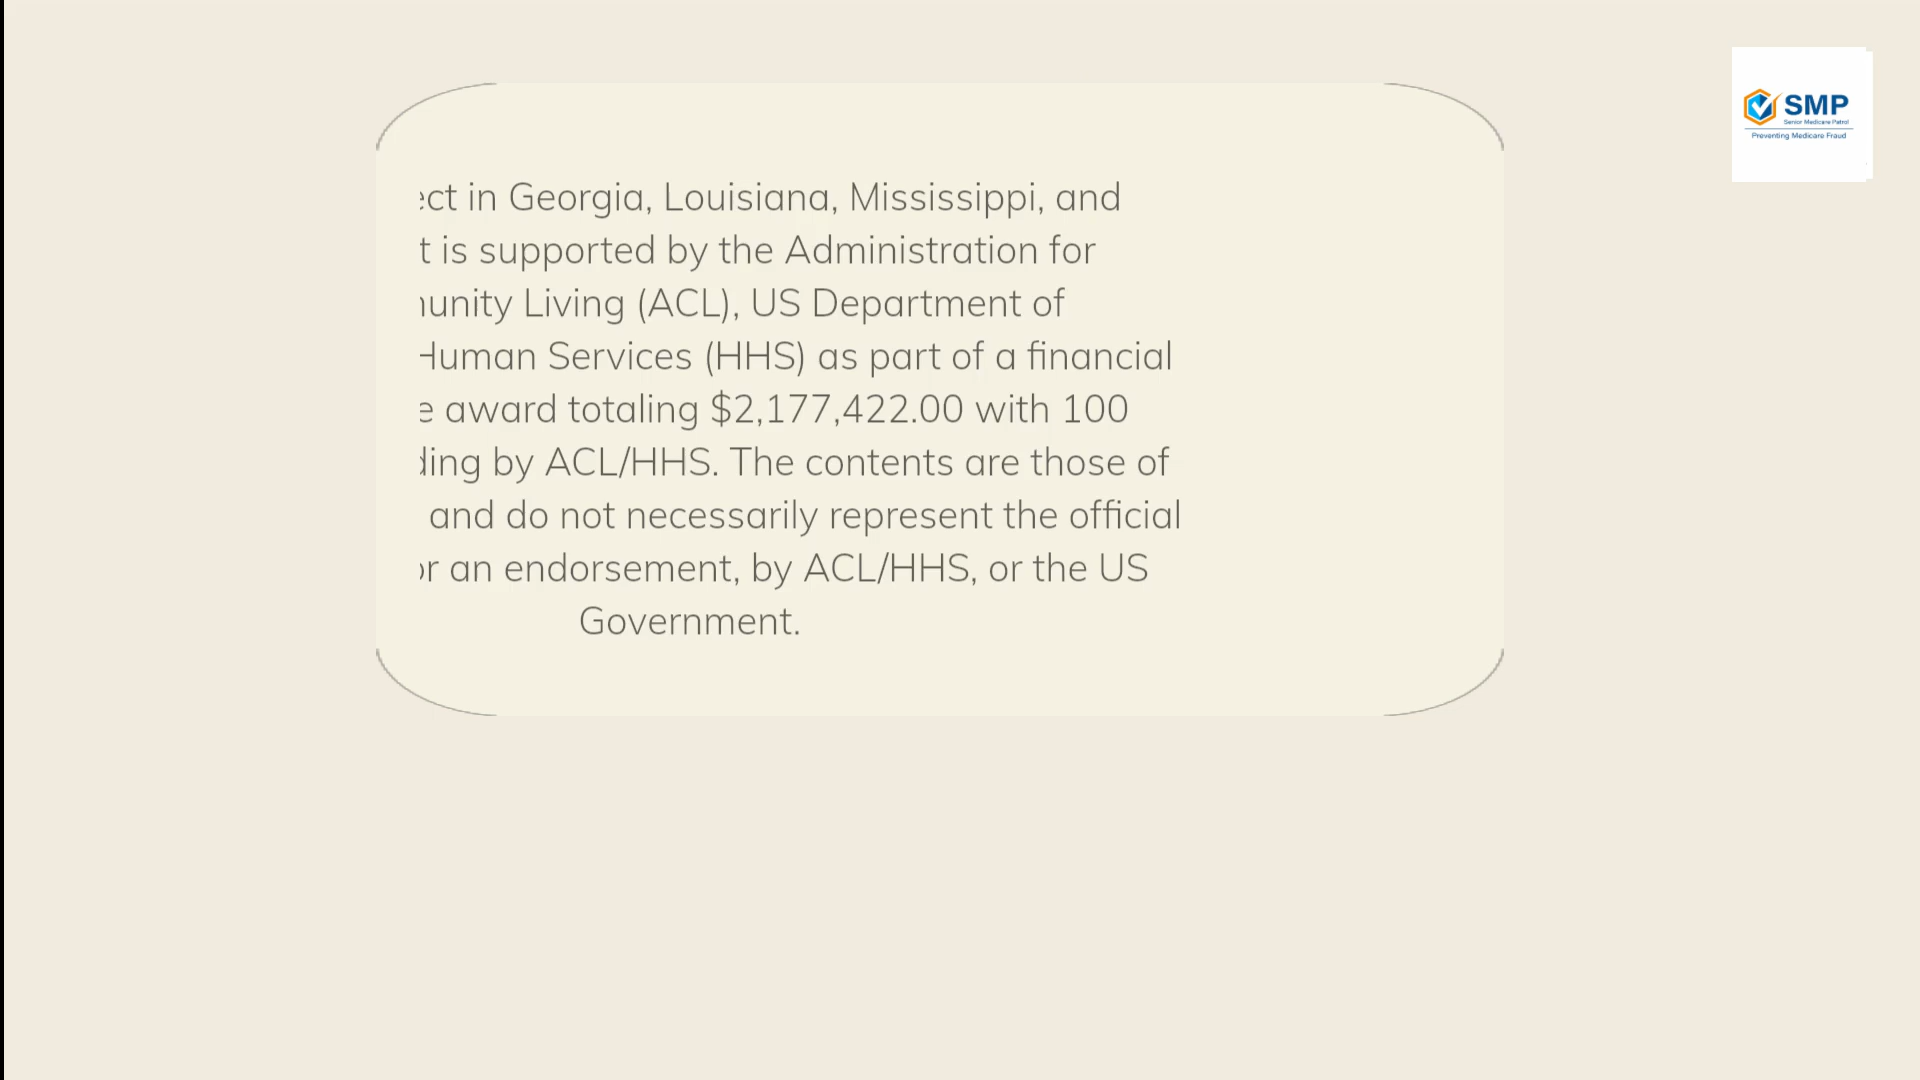 in Georgia, Louisiana, Mississippi, and
is supported by the Administration for
Living (ACL), US Department of
Human Services (HHS) as part of a financial
award totaling $2,177,422.00 with 100
by ACL/HHS. The contents are those of
and do not necessarily represent the official
an endorsement, by ACL/HHS, or the US
Government.
SMP
Senior Medicare Patrol
Preventing Medicare Fraud